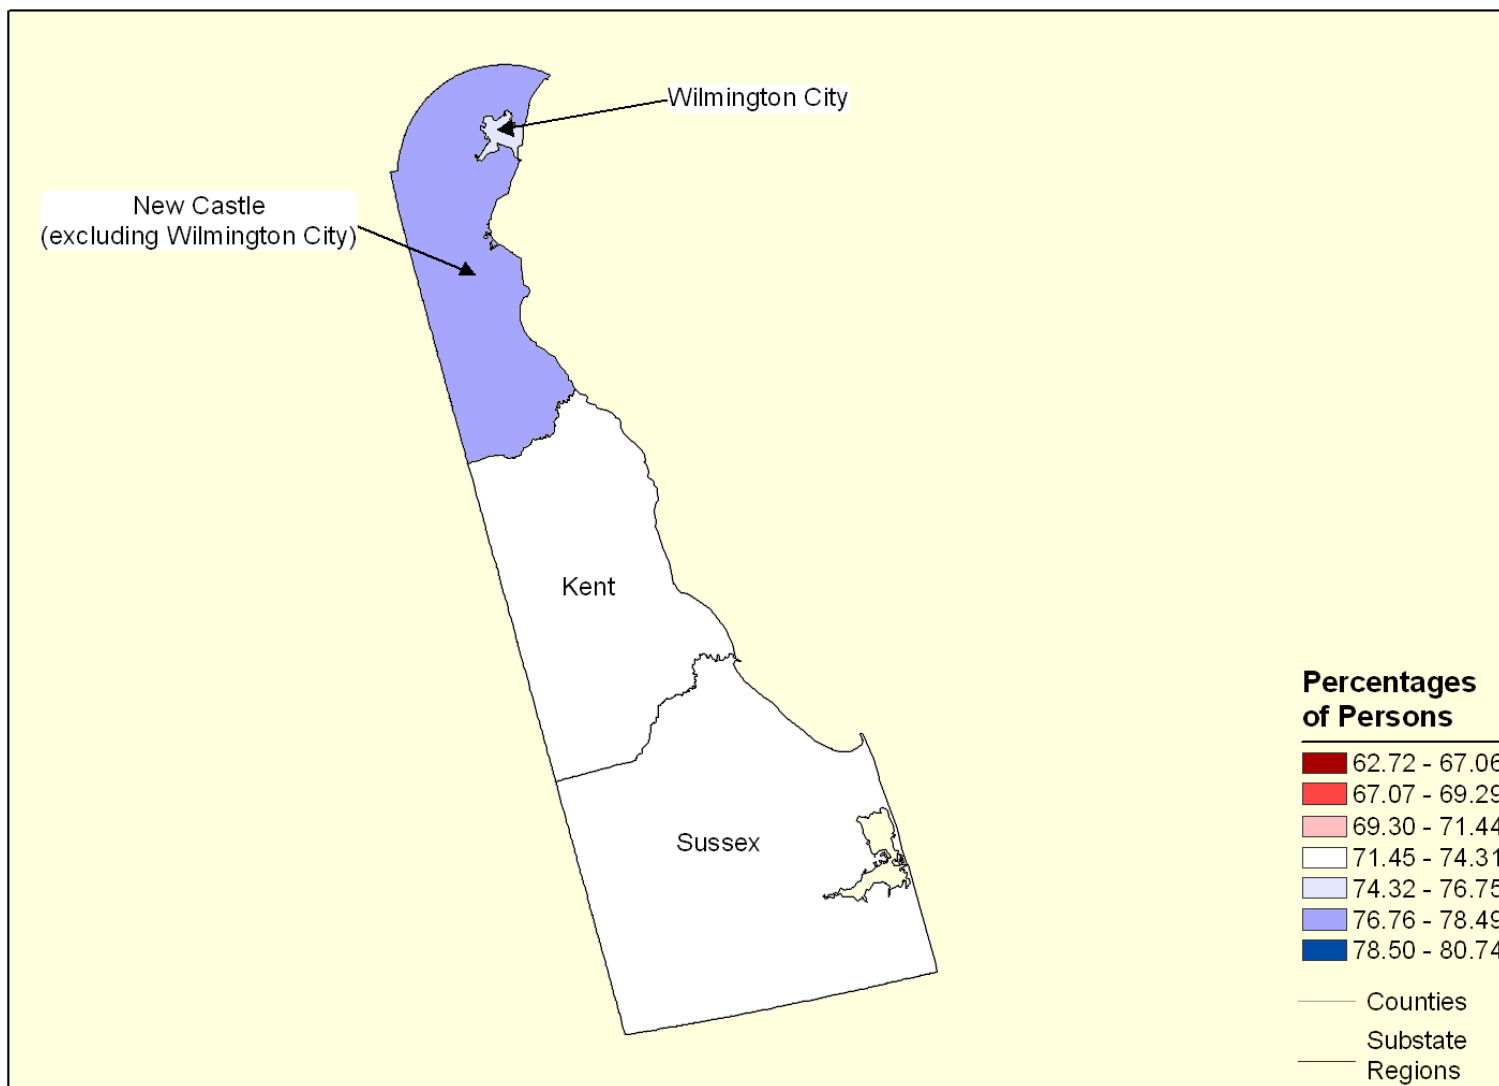 Wilmington City
New Castle
(excluding Wilmington City)
Kent
Sussex
Percentages
of Persons
62.72 - 67.06
67.07 - 69.29
69.30 - 71.44
71.45 - 74.31
74.32 - 76.75
76.76 - 78.49
78.50 - 80.74
Counties
Substate
Regions